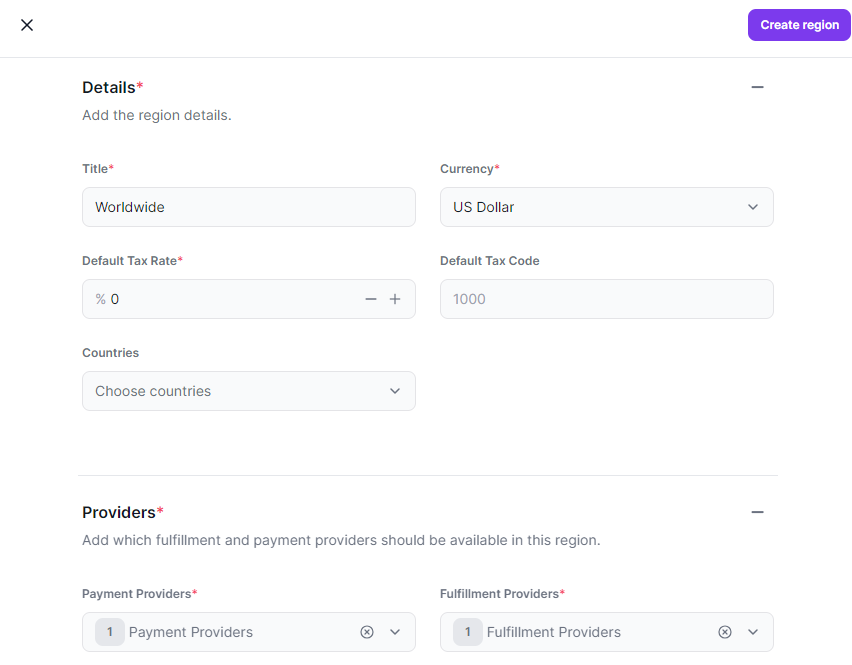 Create region
Details*
Add the region details.
Title*
Currency*
Worldwide
US Dollar
Default Tax Rate*
Default Tax Code
% 0
1000
Countries
Choose countries
Providers*
Add which fulfillment and payment providers should be available in this region.
Payment Providers*
Fulfillment Providers*
1 Payment Providers
1 Fulfillment Providers